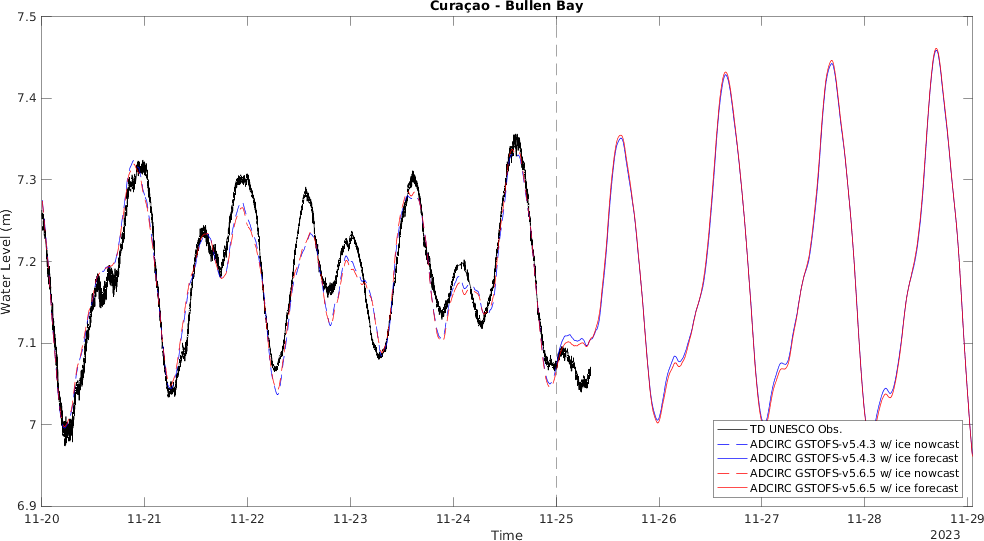 Curaçao - Bullen Bay
7.5
7.4
7.3
7.2
7.1
7
6.9
Water Level (m)
TD UNESCO Obs.
ADCIRC GSTOFS-v5.4.3 w/ ice nowcast
ADCIRC GSTOFS-v5.4.3 w/ ice forecast
ADCIRC GSTOFS-v5.6.5 w/ ice nowcast
ADCIRC GSTOFS-v5.6.5 w/ ice forecast
11-20 11-21 11-22 11-23 11-24 11-25 11-26 11-27 11-28 11-29
Time 2023